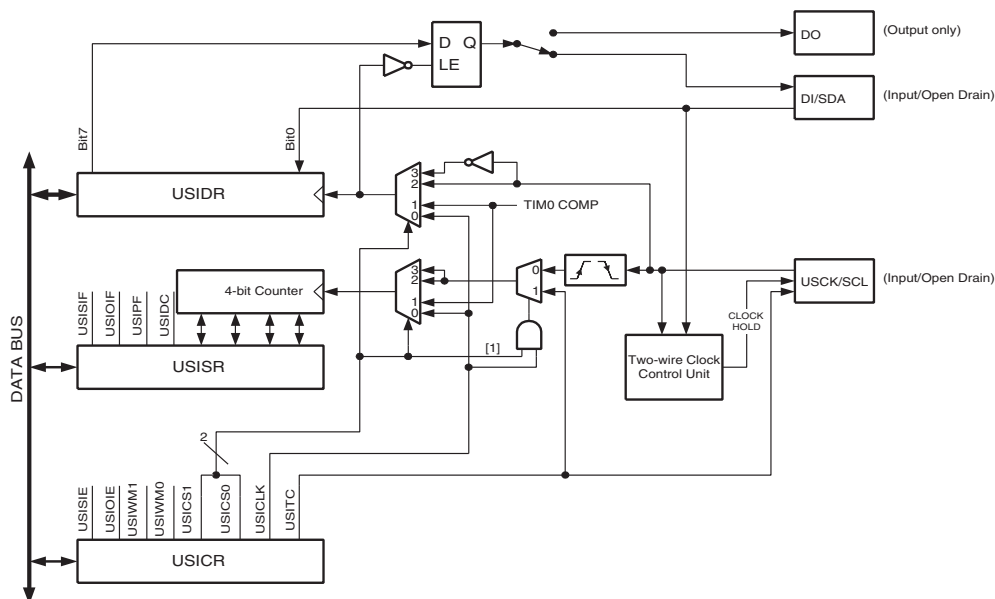 D Q
LE
DO
(Output only)
DI/SDA
(Input/Open Drain)
Bit7
Bit0
USIDR
3
2
1
0
TIM0 COMP
DATA BUS
USISIF
USIOIF
USIPF
USIDC
4-bit Counter
3
2
1
0
0
1
USCK/SCL
(Input/Open Drain)
CLOCK
HOLD
[1]
USISR
Two-wire Clock
Control Unit
2
USISIE
USIOIE
USIWM1
USIWM0
USICS1
USICS0
USICLK
USITC
USICR